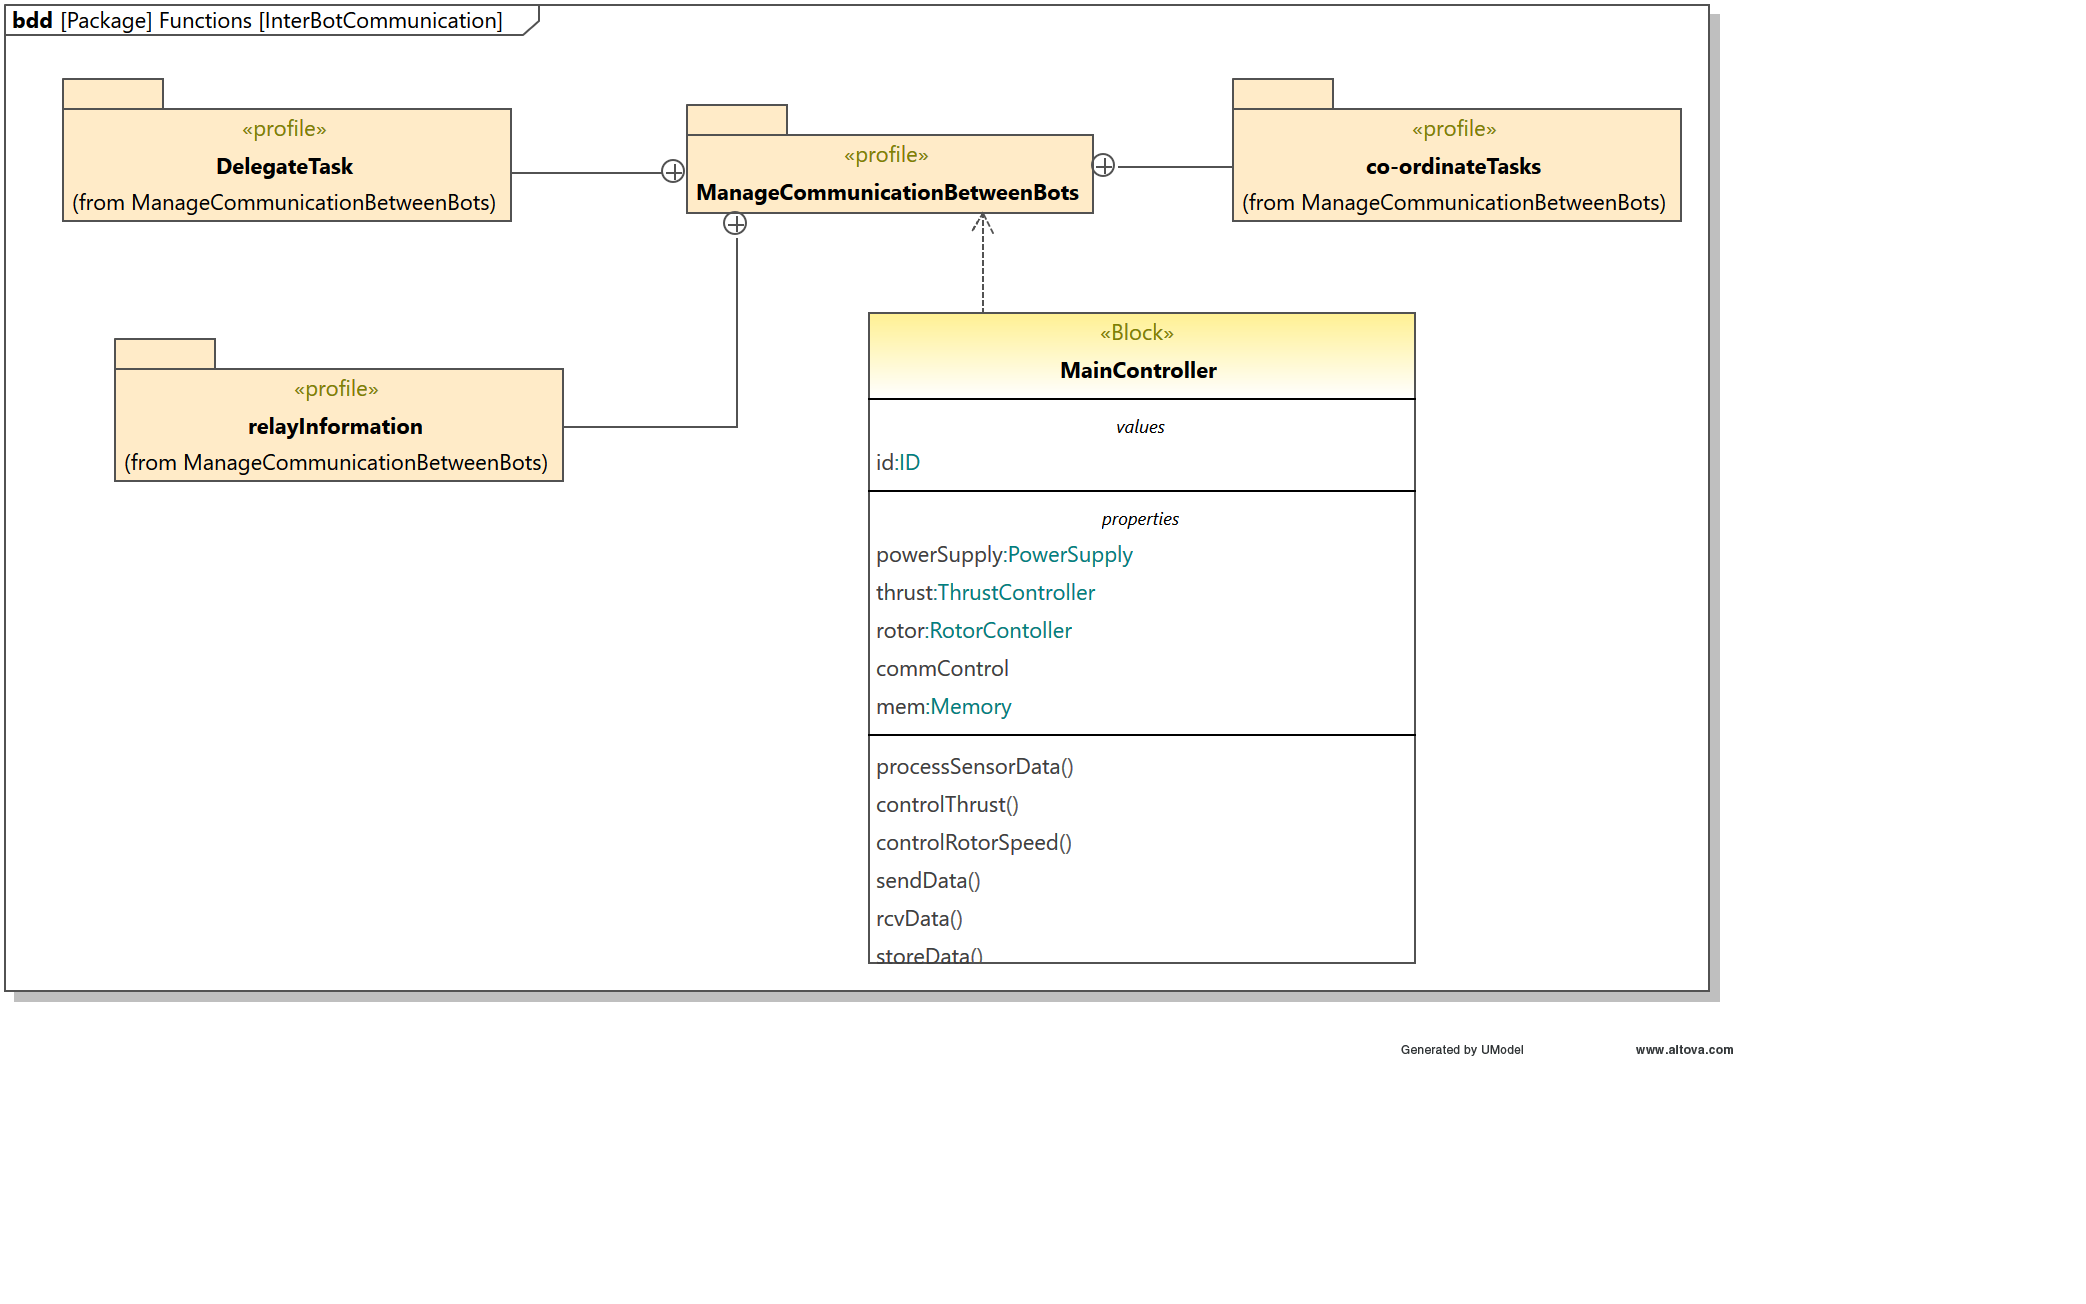 bdd [Package] Functions [InterBotCommunication]
«profile»
DelegateTask
(from ManageCommunicationBetweenBots)
«profile»
ManageCommunicationBetweenBots
«profile»
co-ordinateTasks
(from ManageCommunicationBetweenBots)
«profile»
relayInformation
(from ManageCommunicationBetweenBots)
«Block»
MainController
values
id:ID
properties
powerSupply:PowerSupply
thrust:ThrustController
rotor:RotorContoller
commControl
mem:Memory
processSensorData()
controlThrust()
controlRotorSpeed()
sendData()
rcvData()
storeData()
Generated by UModel
www.altova.com